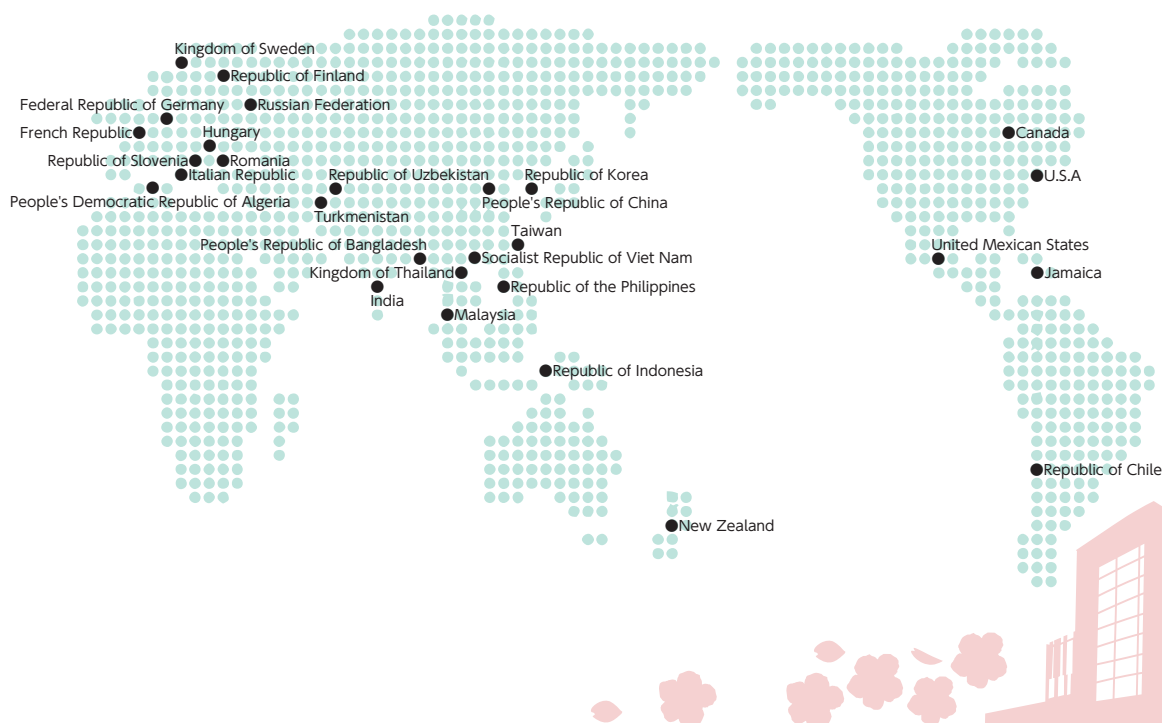 Kingdom of Sweden
Republic of Finland
Federal Republic of Germany
Russian Federation
French Republic
Hungary
Canada
Republic of Slovenia
Romania
Italian Republic
Republic of Uzbekistan
Republic of Korea
U.S.A
People's Democratic Republic of Algeria
People's Republic of China
Turkmenistan
Taiwan
People's Republic of Bangladesh
United Mexican States
Socialist Republic of Viet Nam
Kingdom of Thailand
Jamaica
Republic of the Philippines
India
Malaysia
Republic of Indonesia
Republic of Chile
New Zealand